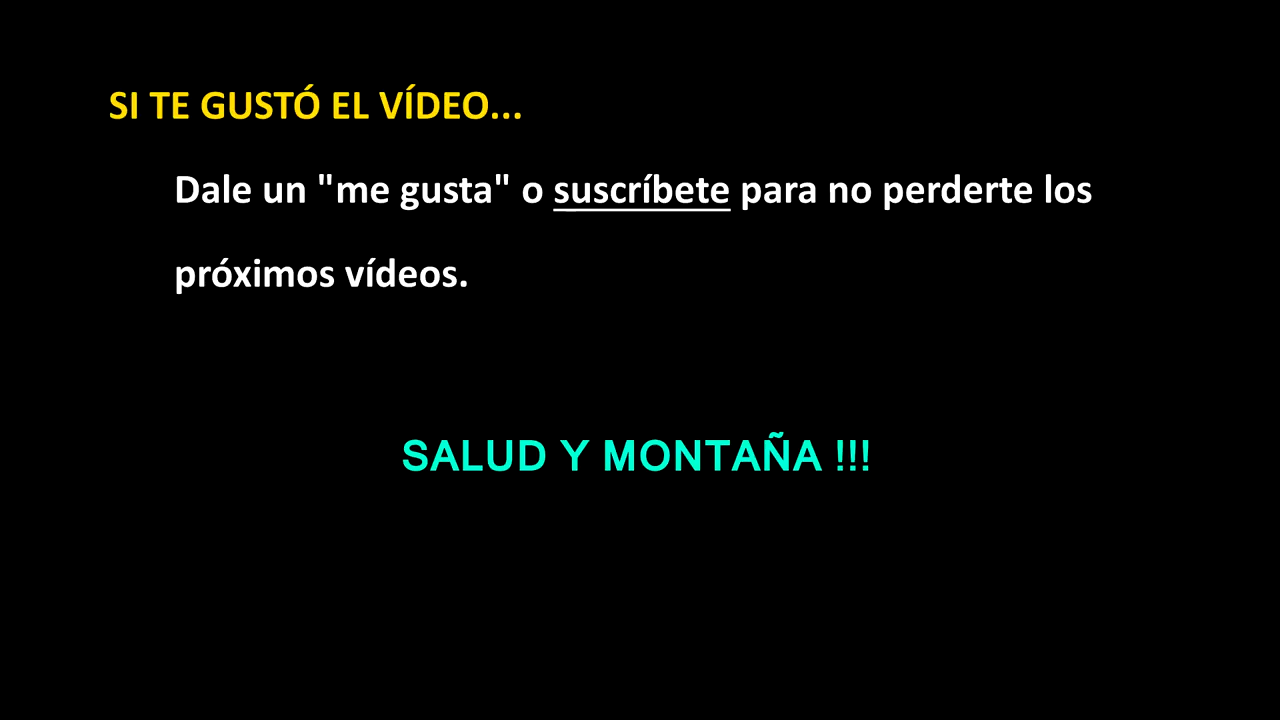 SI TE GUSTÓ EL VÍDEO...
Dale un "me gusta" o suscríbete para no perderte los
próximos vídeos.
SALUD Y MONTAÑA !!!